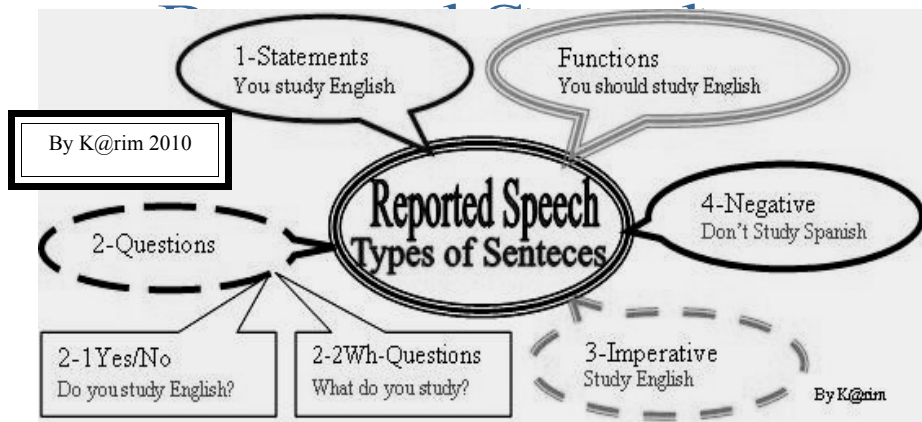 1-Statements
You study English
Functions
You should study English
By K@rim 2010
Reported Speech
Types of Senteces
4-Negative
Don't Study Spanish
2-Questions
2-1Yes/No
Do you study English?
2-2Wh-Questions
What do you study?
3-Imperative
Study English
By K@rim